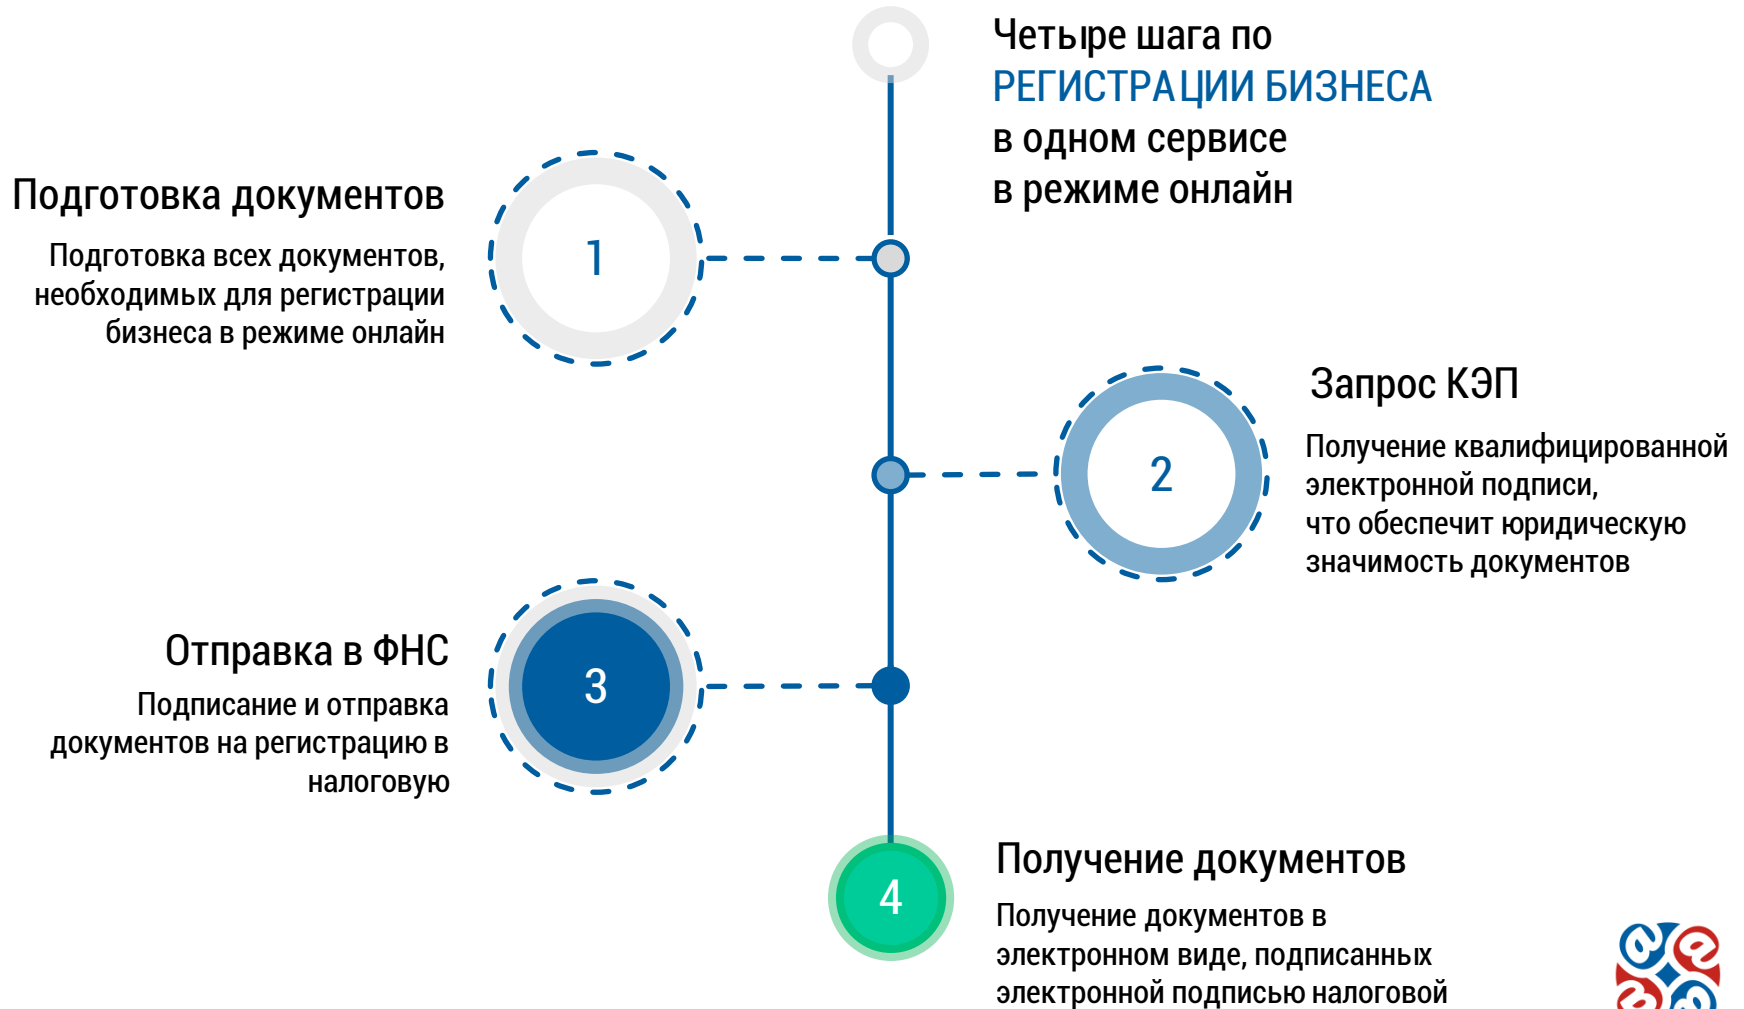 Четыре шага по
РЕГИСТРАЦИИ БИЗНЕСА
в одном сервисе
в режиме онлайн
Подготовка документов
Подготовка всех документов,
необходимых для регистрации
бизнеса в режиме онлайн
1
Запрос КЭП
Получение квалифицированной
электронной подписи,
что обеспечит юридическую
значимость документов
2
Отправка в ФНС
Подписание и отправка
документов на регистрацию в
налоговую
3
4
Получение документов
Получение документов в
электронном виде, подписанных
электронной подписью налоговой